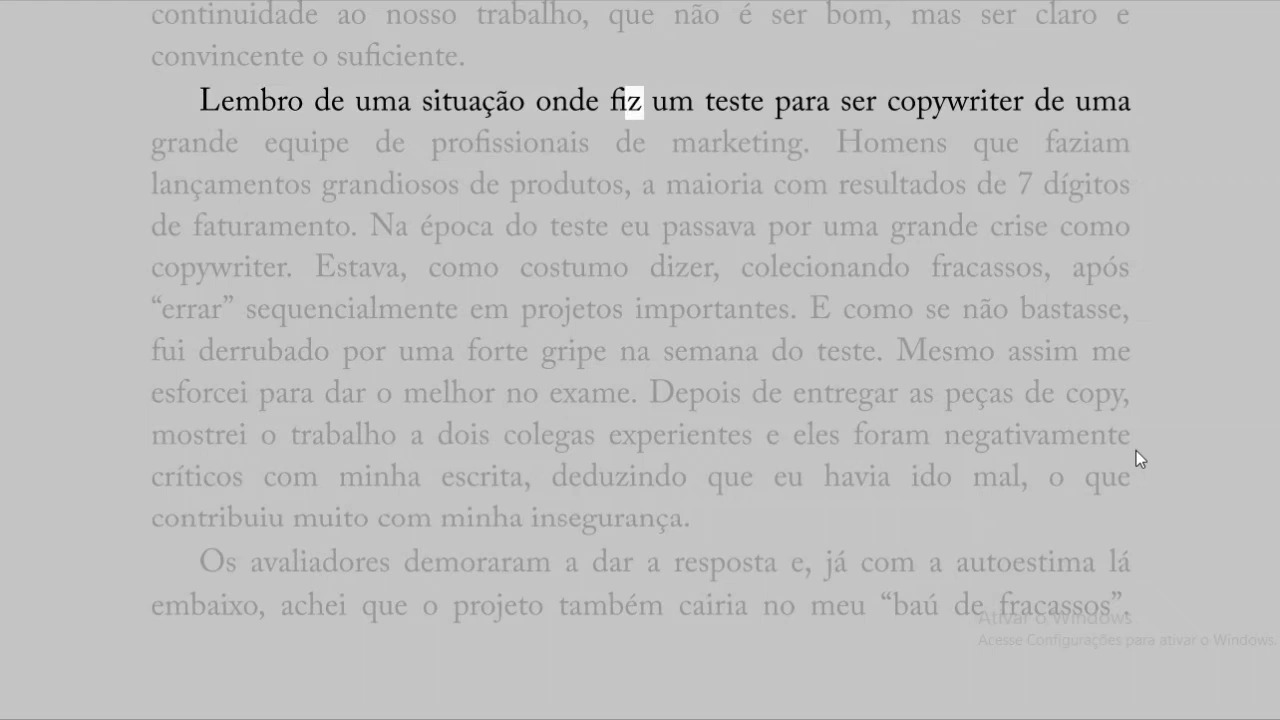 continuidade ao nosso trabalho, que não é ser bom, mas ser claro e
convincente o suficiente.
Lembro de uma situação onde fiz um teste para ser copywriter de uma
grande equipe de profissionais de marketing. Homens que faziam
lançamentos grandiosos de produtos, a maioria com resultados de 7 dígitos
de faturamento. Na época do teste eu passava por uma grande crise como
copywriter. Estava, como costumo dizer, colecionando fracassos, após
“errar” sequencialmente em projetos importantes. E como se não bastasse,
fui derrubado por uma forte gripe na semana do teste. Mesmo assim me
esforcei para dar o melhor no exame. Depois de entregar as peças de copy,
mostrei o trabalho a dois colegas experientes e eles foram negativamente
críticos com minha escrita, deduzindo que eu havia ido mal, o que
contribuiu muito com minha insegurança.
Os avaliadores demoraram a dar a resposta e, já com a autoestima lá
embaixo, achei que o projeto também cairia no meu “baú de fracassos”.
Ativar o Windows
Acesse Configurações para ativar o Windows.